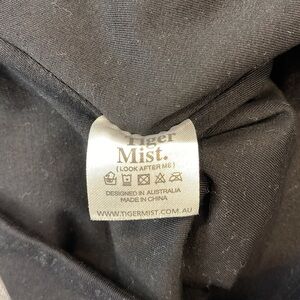 Tiger
Mist.
(LOOK AFTER ME)
DESIGNED IN AUSTRALIA
MADE IN CHINA
WWW.TIGERMIST.COM.AU